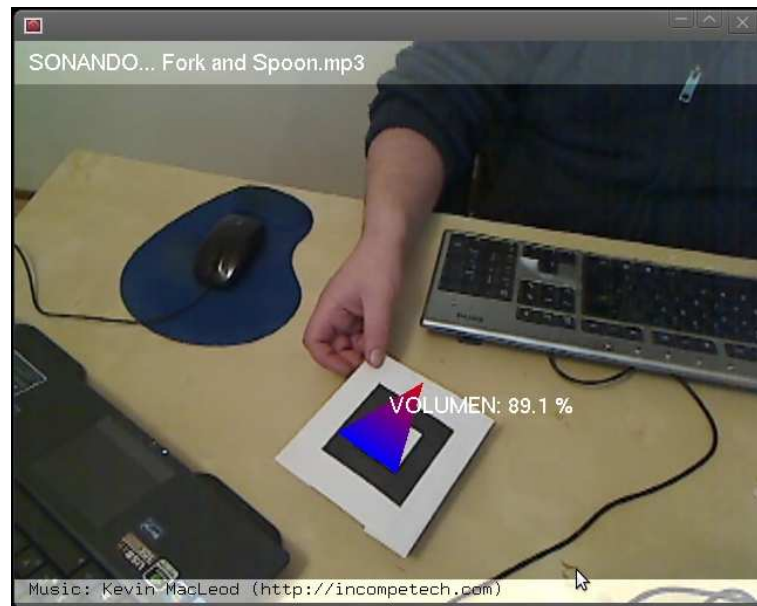 SONANDO... Fork and Spoon.mp3
VOLUMEN: 89.1 %
Music: Kevin MacLeod (http://incompetech.com)